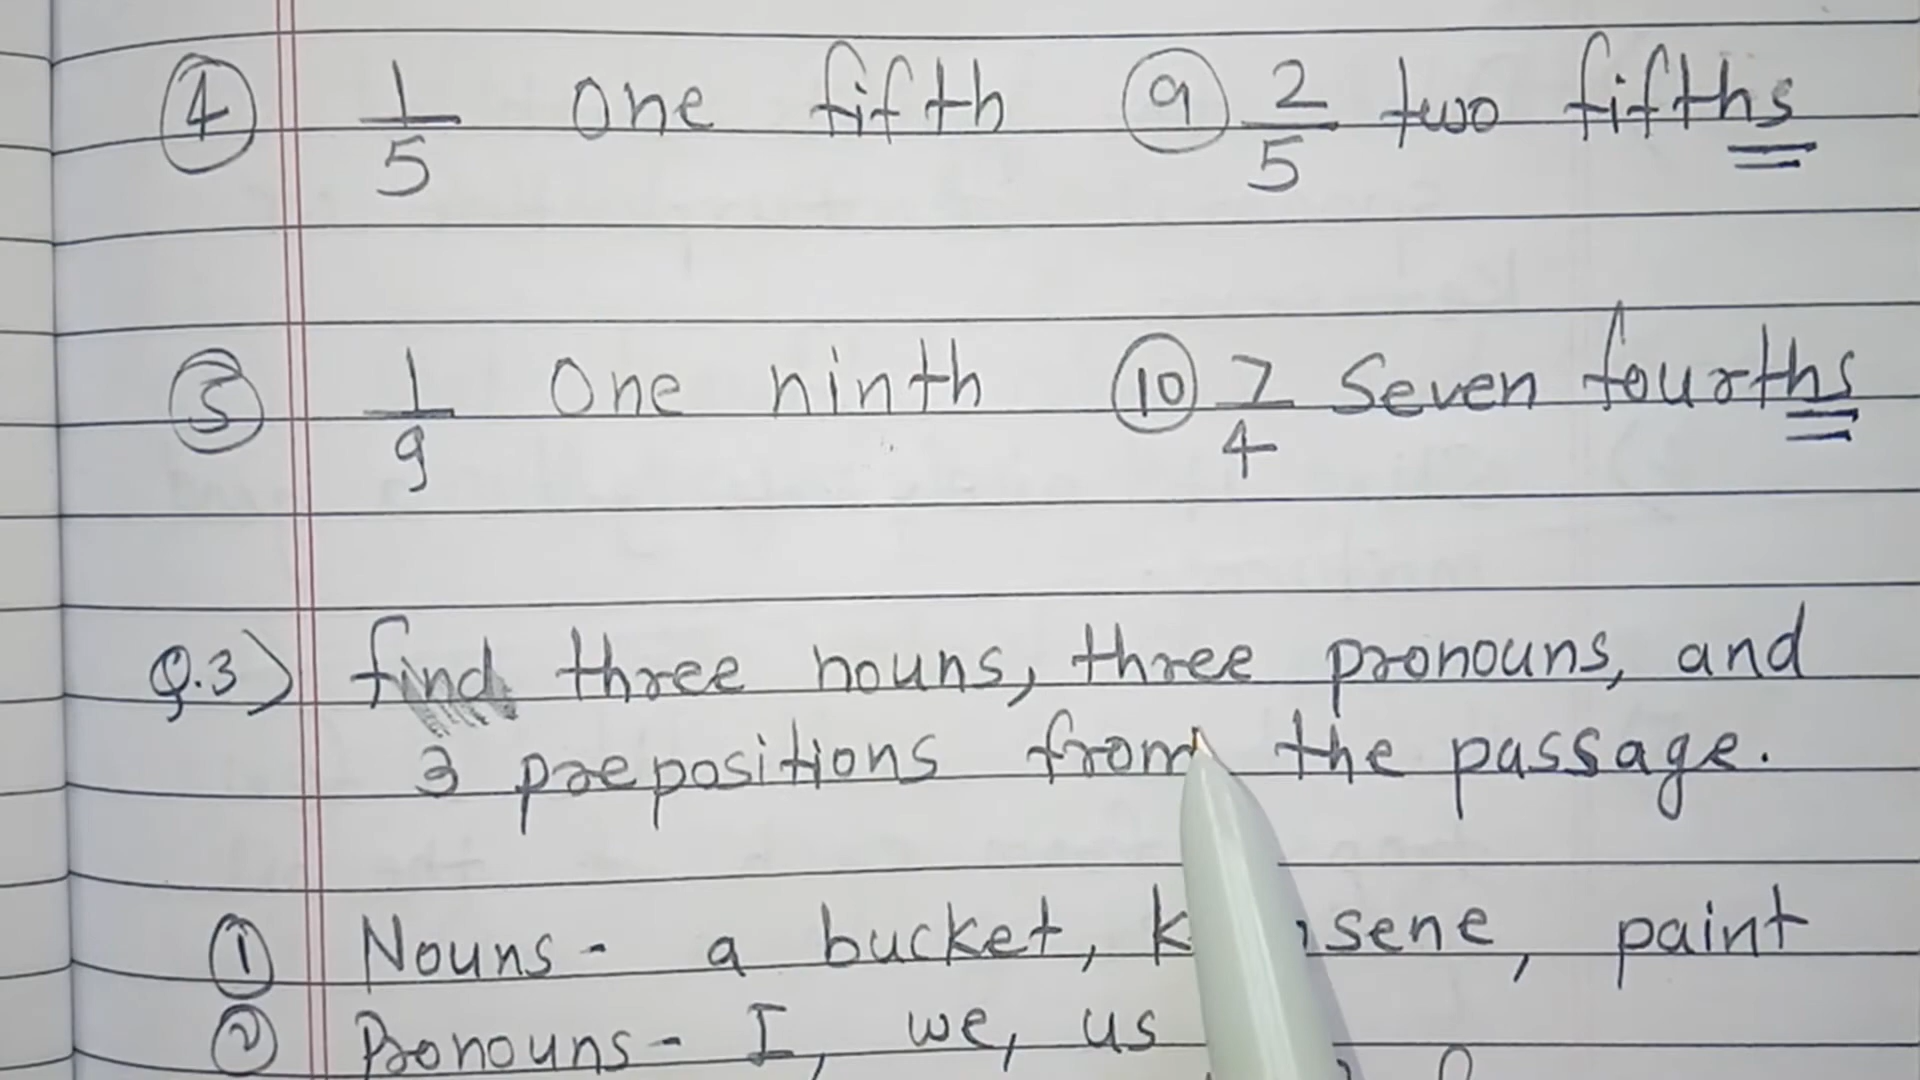 ④ 1/5 One fifth ⑨ 2/5 two fifths
⑤ 1/9 One ninth ⑩ 7/4 Seven fourths
Q.3) find three nouns, three pronouns, and
3 prepositions from the passage.
① Nouns - a bucket, paint
② Pronouns - I, we, us